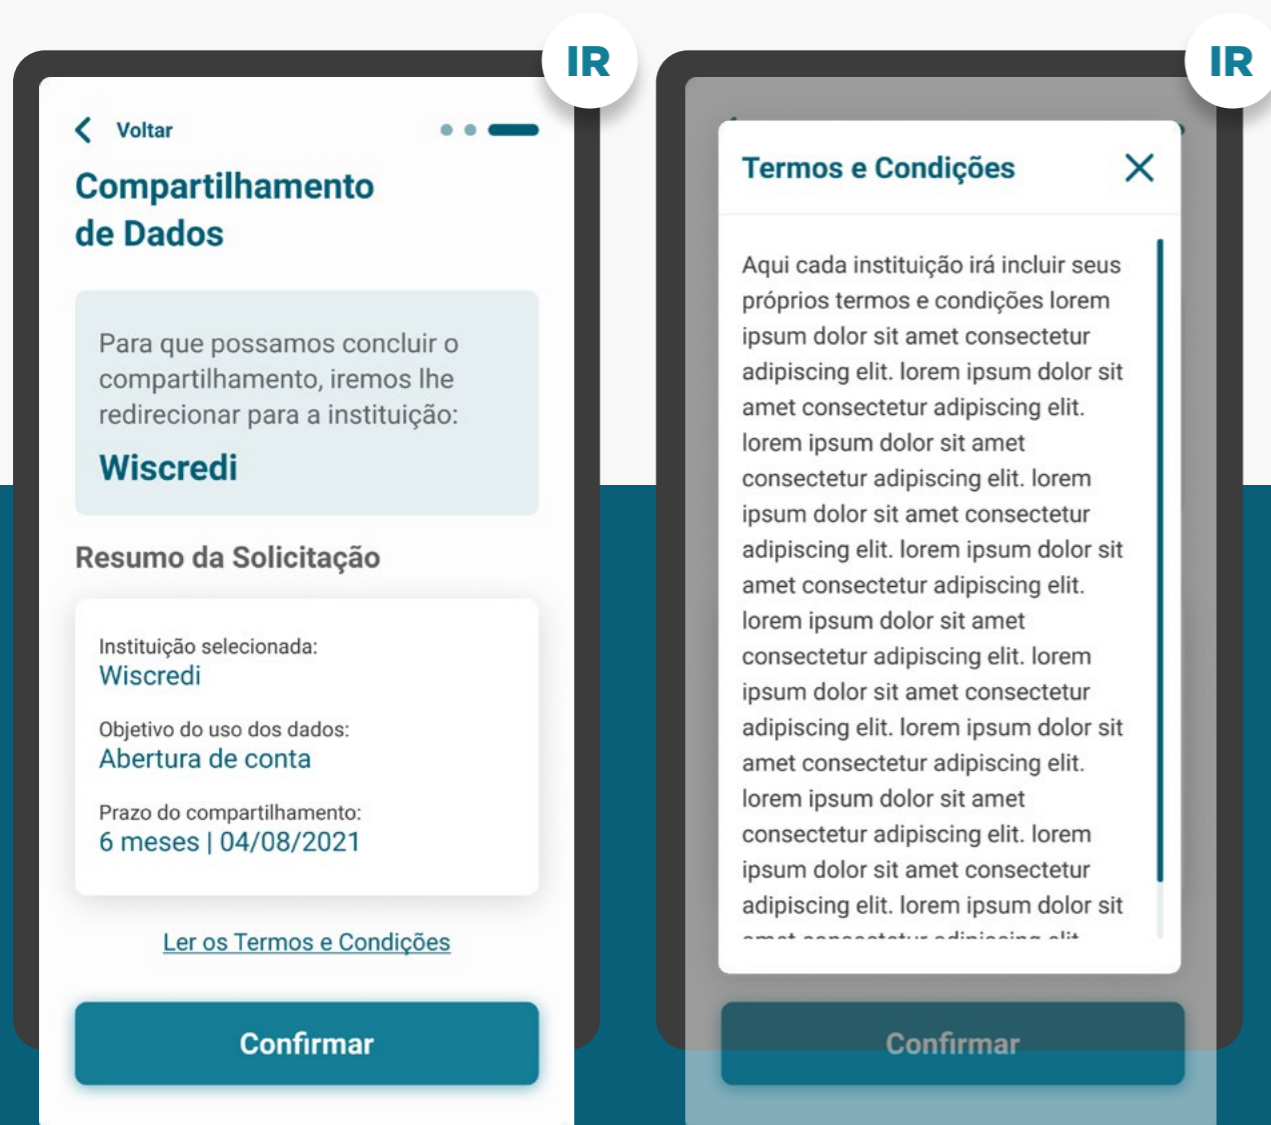 IR
Voltar
Compartilhamento
de Dados
Para que possamos concluir o
compartilhamento, iremos lhe
redirecionar para a instituição:
Wiscredi
Resumo da Solicitação
Instituição selecionada:
Wiscredi
Objetivo do uso dos dados:
Abertura de conta
Prazo do compartilhamento:
6 meses | 04/08/2021
Ler os Termos e Condições
Confirmar
IR
Termos e Condições
Aqui cada instituição irá incluir seus
próprios termos e condições lorem
ipsum dolor sit amet consectetur
adipiscing elit. lorem ipsum dolor sit
amet consectetur adipiscing elit.
lorem ipsum dolor sit amet
consectetur adipiscing elit. lorem
ipsum dolor sit amet consectetur
adipiscing elit. lorem ipsum dolor sit
amet consectetur adipiscing elit.
lorem ipsum dolor sit amet
consectetur adipiscing elit. lorem
ipsum dolor sit amet consectetur
adipiscing elit. lorem ipsum dolor sit
amet consectetur adipiscing elit.
lorem ipsum dolor sit amet
consectetur adipiscing elit. lorem
ipsum dolor sit amet consectetur
adipiscing elit. lorem ipsum dolor sit
amet consectetur adipiscing elit
Confirmar